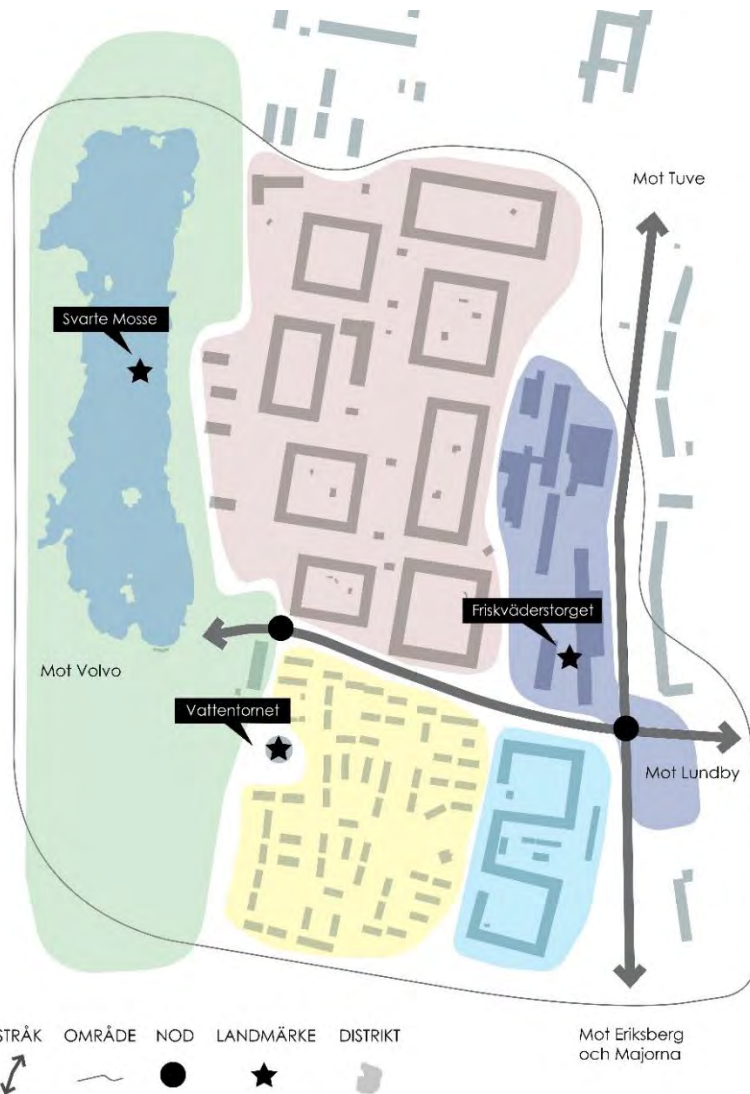 Mot Tuve
Svarte Mosse
Friskväderstorget
Mot Volvo
Vattentornet
Mot Lundby
STRÅK OMRÅDE NOD LANDMÄRKE DISTRIKT
Mot Eriksberg
och Majorna